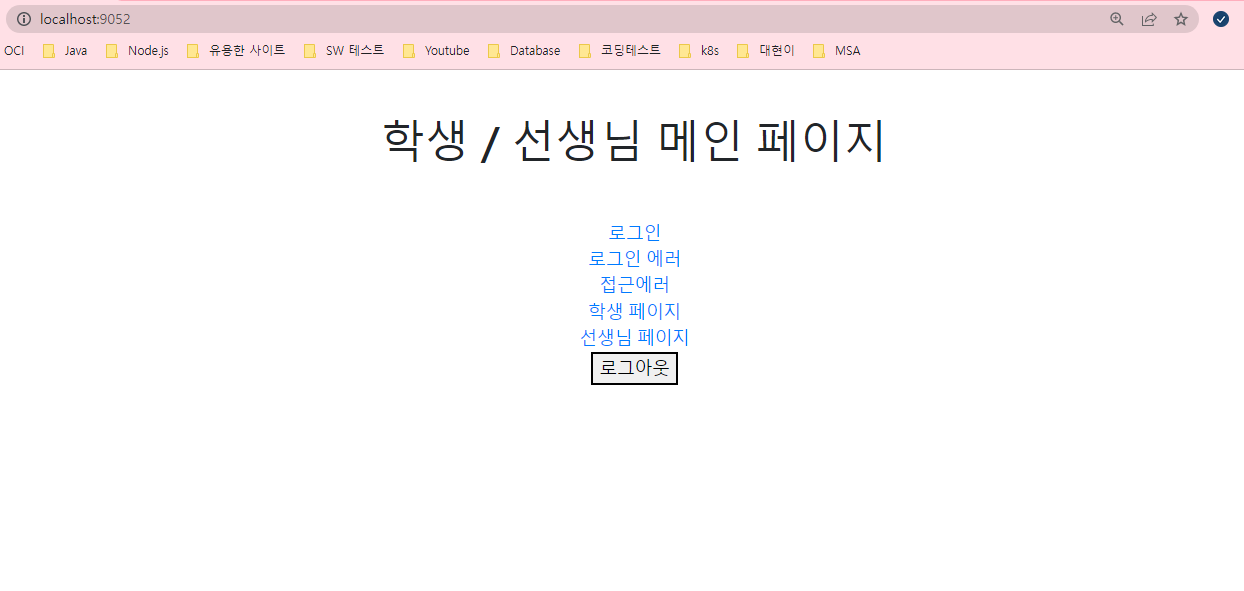 localhost:9052
OCI Java Node.js 유용한 사이트 SW 테스트 Youtube Database 코딩테스트 k8s 대현이 MSA
학생 / 선생님 메인 페이지
로그인
로그인 에러
접근에러
학생 페이지
선생님 페이지
로그아웃